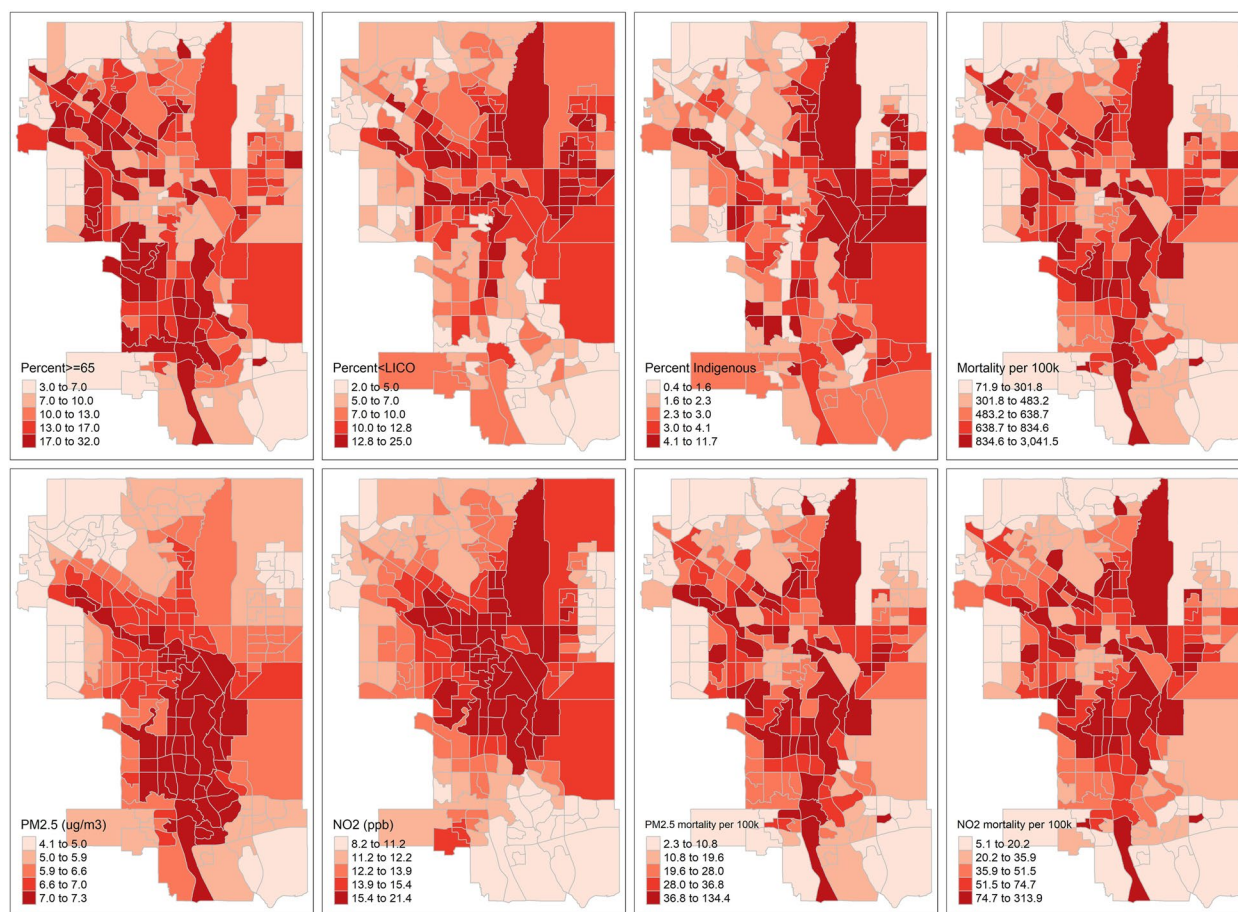 Percent>=65
3.0 to 7.0
7.0 to 10.0
10.0 to 13.0
13.0 to 17.0
17.0 to 32.0
Percent<LICO
2.0 to 5.0
5.0 to 7.0
7.0 to 10.0
10.0 to 12.8
12.8 to 25.0
Percent Indigenous
0.4 to 1.6
1.6 to 2.3
2.3 to 3.0
3.0 to 4.1
4.1 to 11.7
Mortality per 100k
71.9 to 301.8
301.8 to 483.2
483.2 to 638.7
638.7 to 834.6
834.6 to 3,041.5
PM2.5 (ug/m3)
4.1 to 5.0
5.0 to 5.9
5.9 to 6.6
6.6 to 7.0
7.0 to 7.3
NO2 (ppb)
8.2 to 11.2
11.2 to 12.2
12.2 to 13.9
13.9 to 15.4
15.4 to 21.4
PM2.5 mortality per 100k
2.3 to 10.8
10.8 to 19.6
19.6 to 28.0
28.0 to 36.8
36.8 to 134.4
NO2 mortality per 100k
5.1 to 20.2
20.2 to 35.9
35.9 to 51.5
51.5 to 74.7
74.7 to 313.9